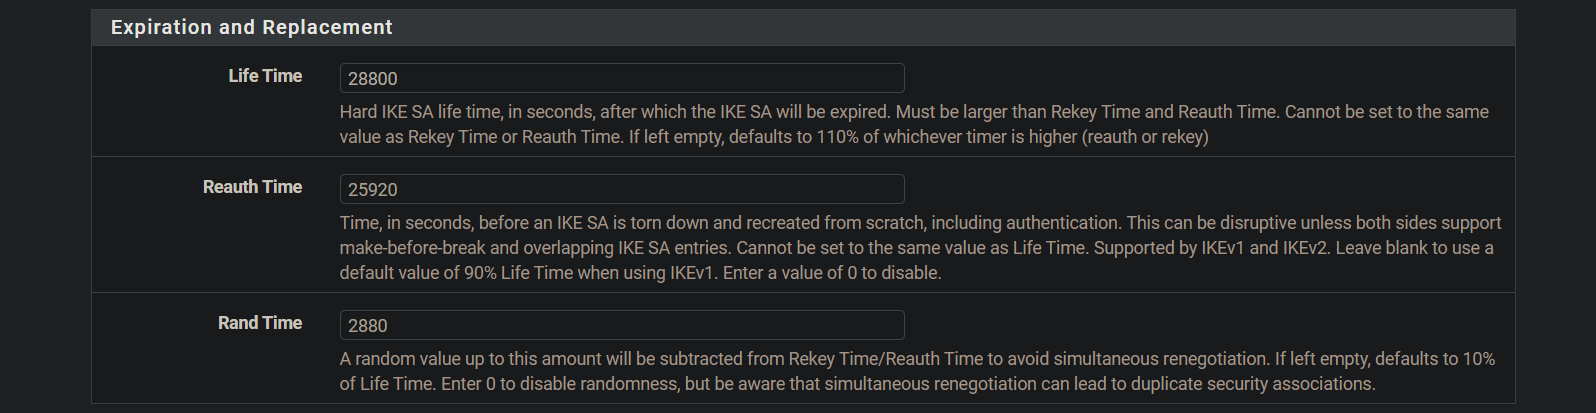 Expiration and Replacement
Life Time
28800
Hard IKE SA life time, in seconds, after which the IKE SA will be expired. Must be larger than Rekey Time and Reauth Time. Cannot be set to the same
value as Rekey Time or Reauth Time. If left empty, defaults to 110% of whichever timer is higher (reauth or rekey)
Reauth Time
25920
Time, in seconds, before an IKE SA is torn down and recreated from scratch, including authentication. This can be disruptive unless both sides support
make-before-break and overlapping IKE SA entries. Cannot be set to the same value as Life Time. Supported by IKEv1 and IKEv2. Leave blank to use a
default value of 90% Life Time when using IKEv1. Enter a value of 0 to disable.
Rand Time
2880
A random value up to this amount will be subtracted from Rekey Time/Reauth Time to avoid simultaneous renegotiation. If left empty, defaults to 10%
of Life Time. Enter 0 to disable randomness, but be aware that simultaneous renegotiation can lead to duplicate security associations.